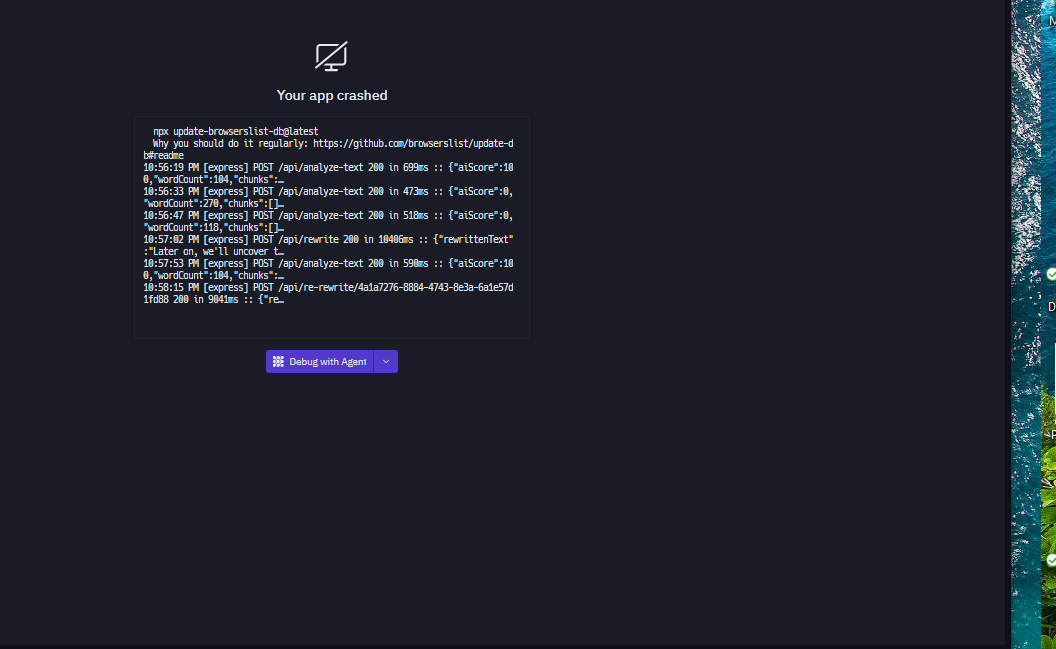 Your app crashed
npx update-browserslist-db@latest
Why you should do it regularly: https://github.com/browserslist/update-d
b#readme
10:56:19 PM [express] POST /api/analyze-text 200 in 699ms :: {"aiScore":10
0,"wordCount":104,"chunks":…
10:56:33 PM [express] POST /api/analyze-text 200 in 473ms :: {"aiScore":0,
"wordCount":270,"chunks":[]…
10:56:47 PM [express] POST /api/analyze-text 200 in 518ms :: {"aiScore":0,
"wordCount":118,"chunks":[]…
10:57:02 PM [express] POST /api/rewrite 200 in 10406ms :: {"rewrittenText"
:"Later on, we'll uncover t…
10:57:53 PM [express] POST /api/analyze-text 200 in 590ms :: {"aiScore":10
0,"wordCount":104,"chunks":…
10:58:15 PM [express] POST /api/re-rewrite/4a1a7276-8884-4743-8e3a-6a1e57d
1fd88 200 in 9041ms :: {"re…
Debug with Agent